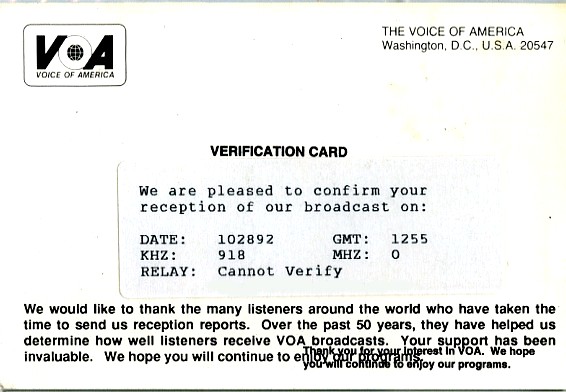 VOA
VOICE OF AMERICA
THE VOICE OF AMERICA
Washington, D.C., U.S.A. 20547
VERIFICATION CARD
We are pleased to confirm your
reception of our broadcast on:
DATE: 102892 GMT: 1255
KHZ: 918 MHZ: 0
RELAY: Cannot Verify
We would like to thank the many listeners around the world who have taken the
time to send us reception reports. Over the past 50 years, they have helped us
determine how well listeners receive VOA broadcasts. Your support has been
invaluable. We hope you will continue to enjoy our programs.
Thank you for your interest in VOA. We hope
you will continue to enjoy our programs.